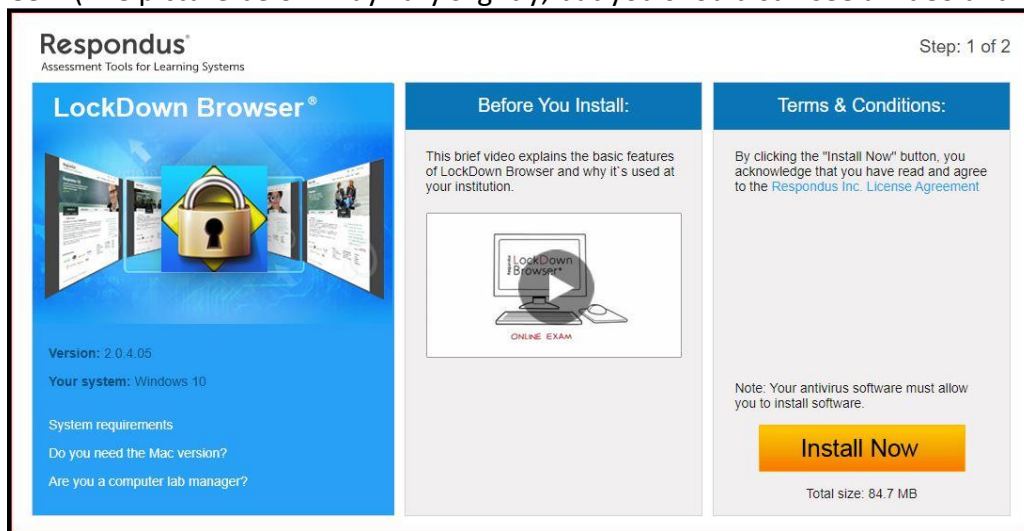 Respondus®
Assessment Tools for Learning Systems
Step: 1 of 2
LockDown Browser®
Version: 2.0.4.05
Your system: Windows 10
System requirements
Do you need the Mac version?
Are you a computer lab manager?
Before You Install:
This brief video explains the basic features
of LockDown Browser and why it`s used at
your institution.
LockDown
Browser®
ONLINE EXAM
Terms & Conditions:
By clicking the "Install Now" button, you
acknowledge that you have read and agree
to the Respondus Inc. License Agreement
Note: Your antivirus software must allow
you to install software.
Install Now
Total size: 84.7 MB